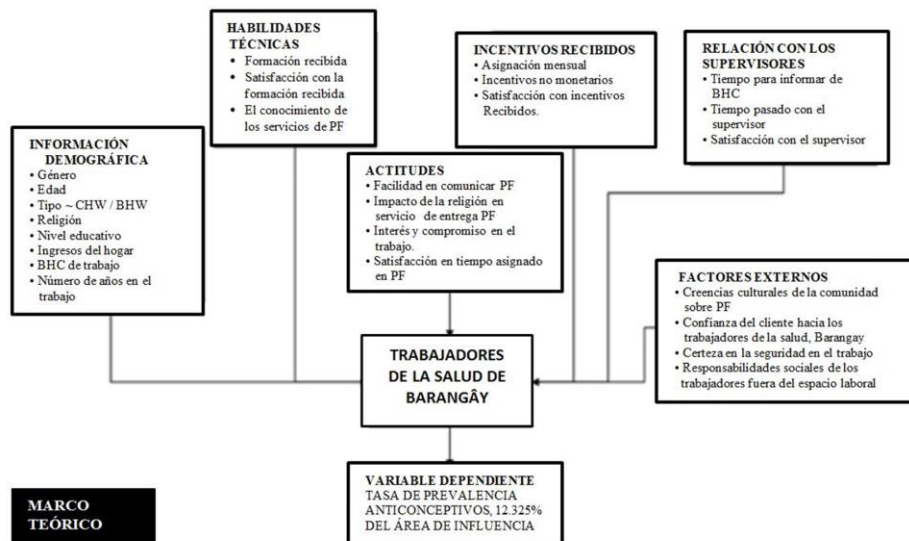 HABILIDADES
TÉCNICAS
• Formación recibida
• Satisfacción con la
formación recibida
• El conocimiento de
los servicios de PF
INCENTIVOS RECIBIDOS
• Asignación mensual
• Incentivos no monetarios
• Satisfacción con incentivos
Recibidos.
RELACIÓN CON LOS
SUPERVISORES
• Tiempo para informar de
BHC
• Tiempo pasado con el
supervisor
• Satisfacción con el supervisor
INFORMACIÓN
DEMOGRÁFICA
• Género
• Edad
• Tipo ~ CHW / BHW
• Religión
• Nivel educativo
• Ingresos del hogar
• BHC de trabajo
• Número de años en el
trabajo
ACTITUDES
• Facilidad en comunicar PF
• Impacto de la religión en
servicio de entrega PF
• Interés y compromiso en el
trabajo.
• Satisfacción en tiempo asignado
en PF
FACTORES EXTERNOS
• Creencias culturales de la comunidad
sobre PF
• Confianza del cliente hacia los
trabajadores de la salud, Barangay
• Certeza en la seguridad en el trabajo
• Responsabilidades sociales de los
trabajadores fuera del espacio laboral
TRABAJADORES
DE LA SALUD DE
BARANGÂY
VARIABLE DEPENDIENTE
TASA DE PREVALENCIA
ANTICONCEPTIVOS, 12.325%
DEL ÁREA DE INFLUENCIA
MARCO
TEÓRICO